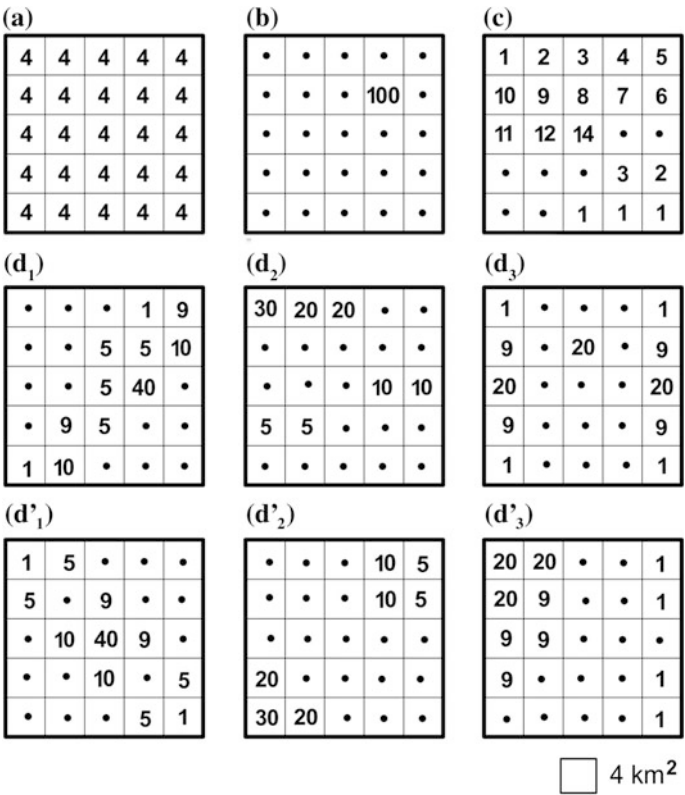 (a) (b) (c)
4 4 4 4 4 • • • • • 1 2 3 4 5
4 4 4 4 4 • • • 100 • 10 9 8 7 6
4 4 4 4 4 • • • • • 11 12 14 • •
4 4 4 4 4 • • • • • • • • 3 2
4 4 4 4 4 • • • • • • • 1 1 1
(d₁) (d₂) (d₃)
• • • 1 9 30 20 20 • • 1 • • • 1
• • 5 5 10 • • • • • 9 • 20 • 9
• • 5 40 • • • • 10 10 20 • • • 20
• 9 5 • • 5 5 • • • 9 • • • 9
1 10 • • • • • • • • 1 • • • 1
(d’₁) (d’₂) (d’₃)
1 5 • • • • • • 10 5 20 20 • • 1
5 • 9 • • • • • 10 5 20 9 • • 1
• 10 40 9 • • • • • • 9 9 • • •
• • 10 • 5 20 • • • • 9 • • • 1
• • • 5 1 30 20 • • • • • • • 1
4 km²